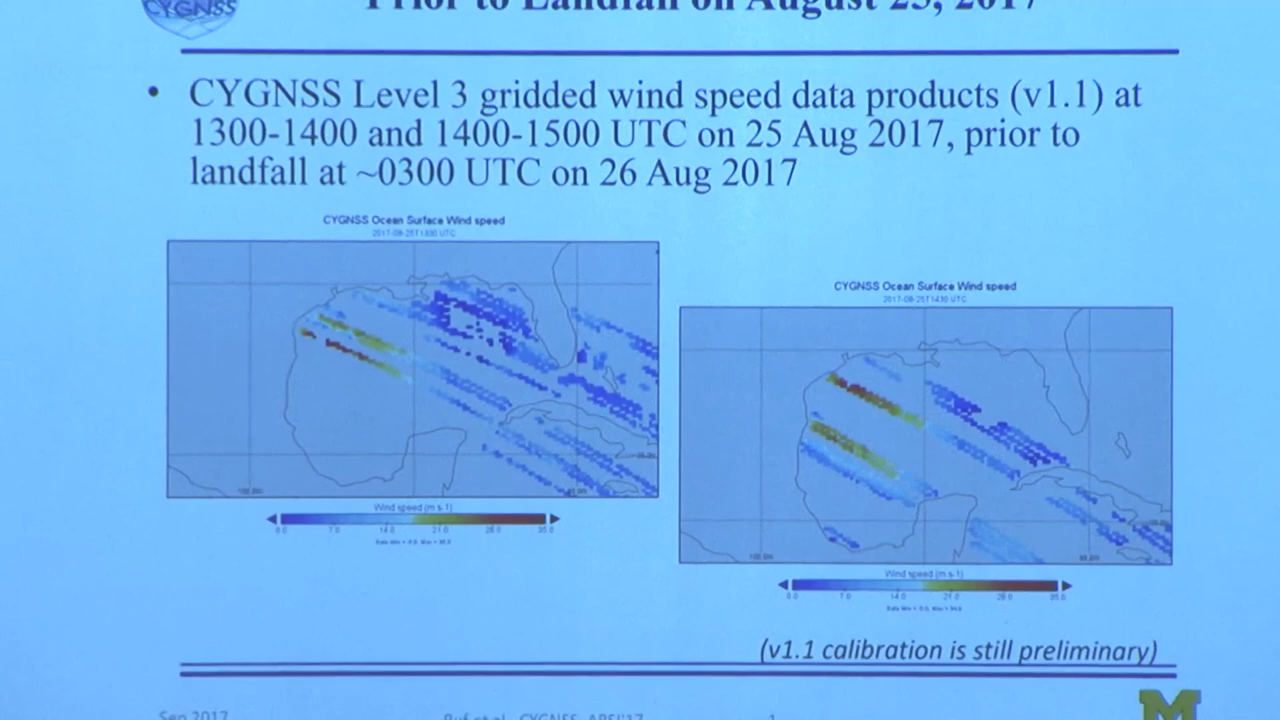 CYGNSS
Prior to Landfall on August 25, 2017
• CYGNSS Level 3 gridded wind speed data products (v1.1) at
1300-1400 and 1400-1500 UTC on 25 Aug 2017, prior to
landfall at ~0300 UTC on 26 Aug 2017
CYGNSS Ocean Surface Wind speed
2017-08-25T1330 UTC
CYGNSS Ocean Surface Wind speed
2017-08-25T1430 UTC
Wind speed (m s-1)
0.0 7.0 14.0 21.0 28.0 35.0
Wind speed (m s-1)
0.0 7.0 14.0 21.0 28.0 35.0
(v1.1 calibration is still preliminary)
Sep 2017
Ruf et al., CYGNSS,
1
M